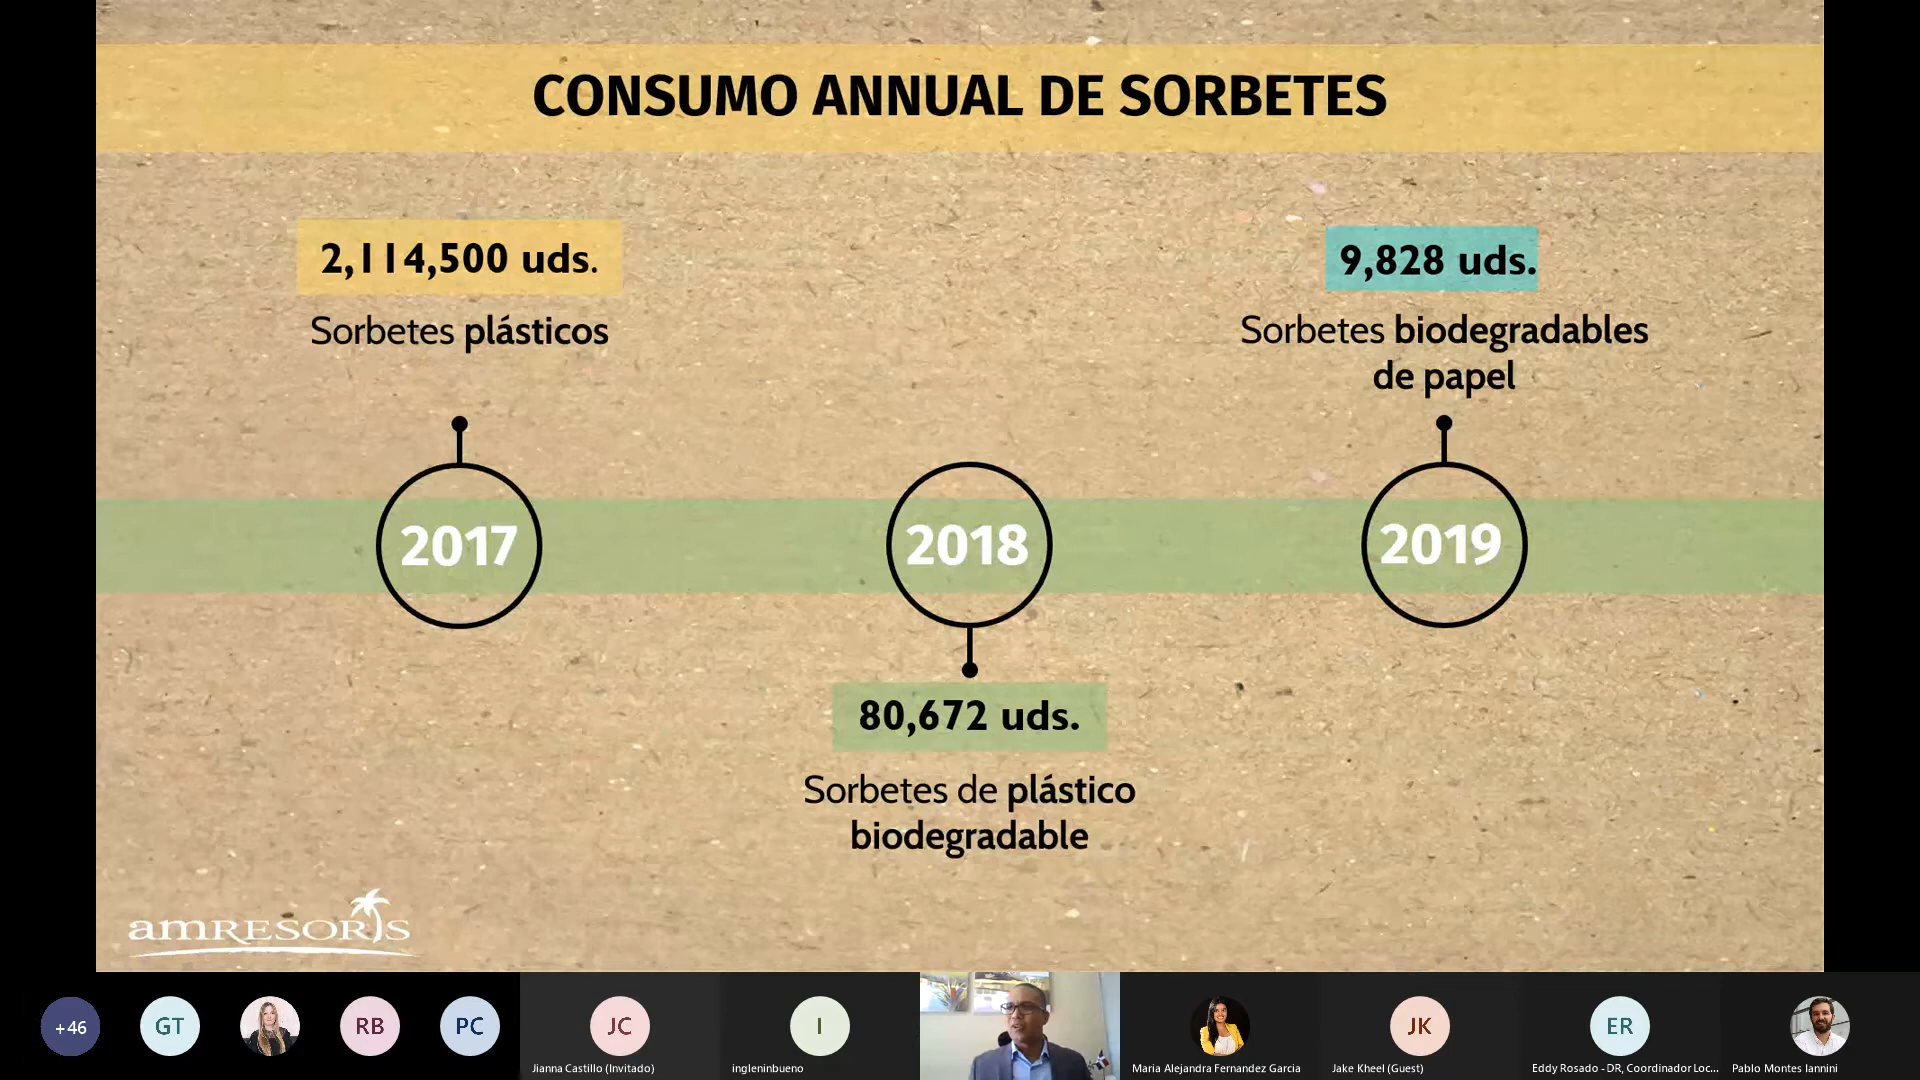 CONSUMO ANNUAL DE SORBETES
2,114,500 uds.
Sorbetes plásticos
9,828 uds.
Sorbetes biodegradables
de papel
2017
2018
2019
80,672 uds.
Sorbetes de plástico
biodegradable
amRESORTS
+46
GT
RB
PC
JC
I
JK
ER
Jianna Castillo (Invitado)
ingleninbueno
Maria Alejandra Fernandez Garcia
Jake Kheel (Guest)
Eddy Rosado - DR, Coordinador Loc...
Pablo Montes Iannini